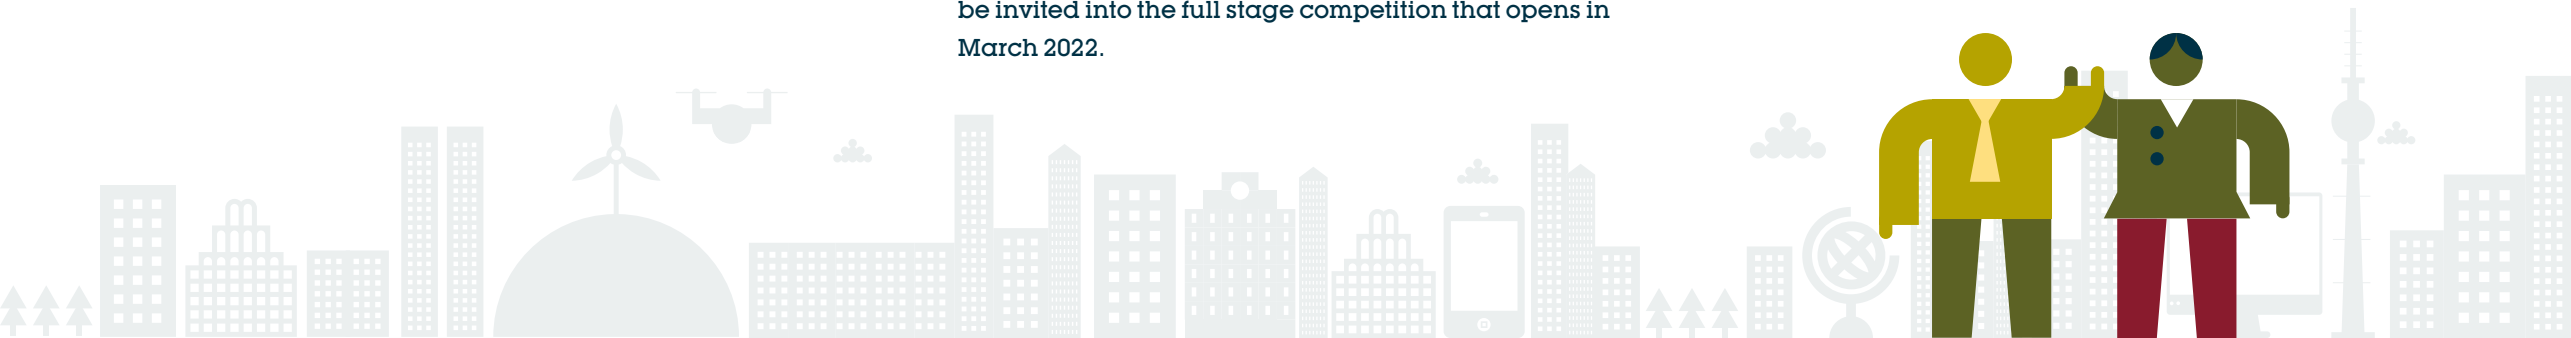 be invited into the full stage competition that opens in
March 2022.